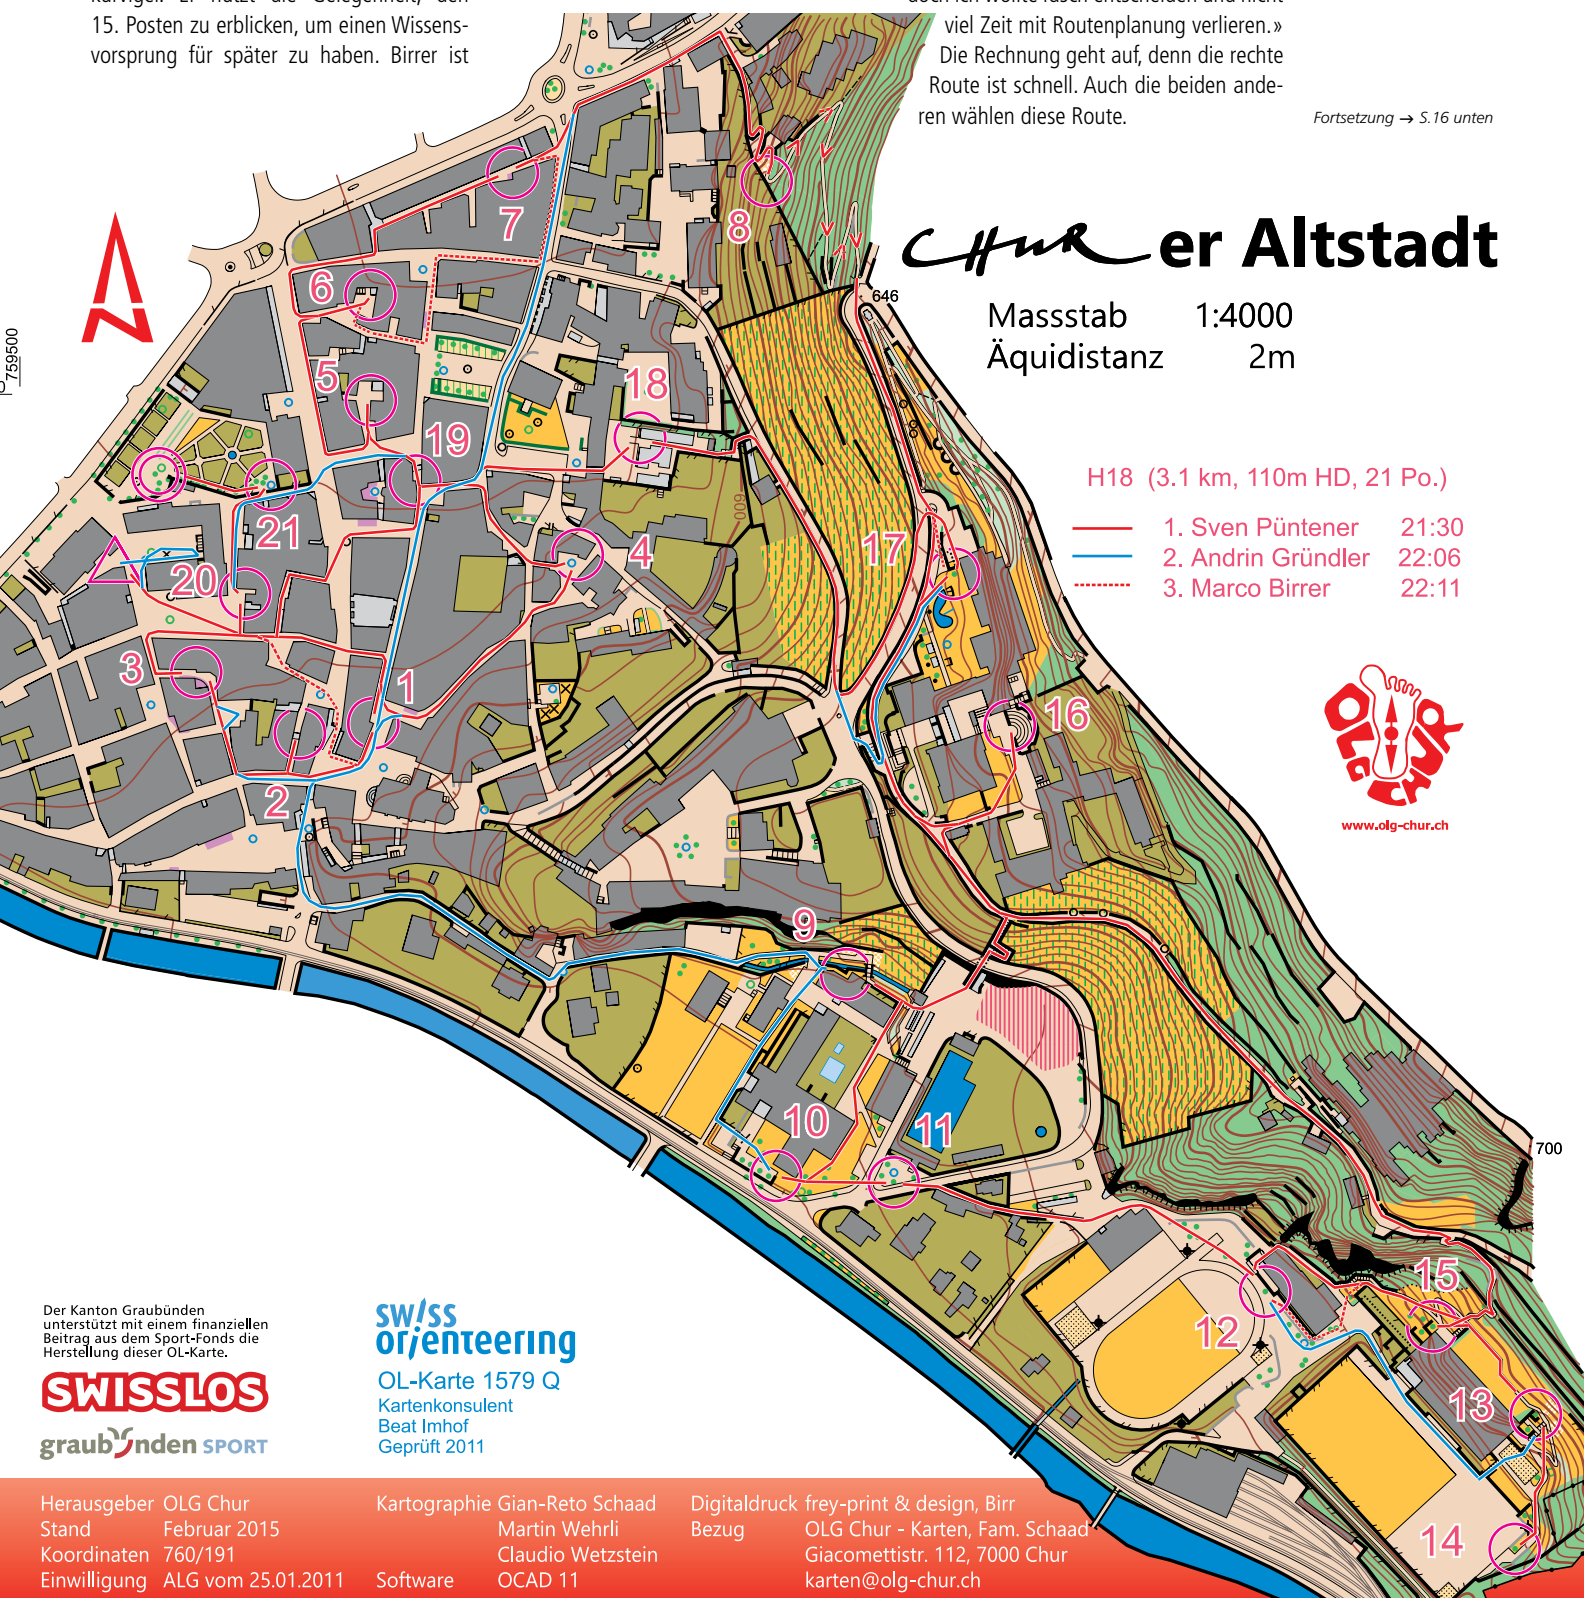 15. Posten zu erblicken, um einen Wissens-
vorsprung für später zu haben. Birrer ist
viel Zeit mit Routenplanung verlieren.»
Die Rechnung geht auf, denn die rechte
Route ist schnell. Auch die beiden ande-
ren wählen diese Route.
Fortsetzung → S.16 unten
CHUR er Altstadt
Massstab 1:4000
Äquidistanz 2m
H18 (3.1 km, 110m HD, 21 Po.)
1. Sven Püntener 21:30
2. Andrin Gründler 22:06
3. Marco Birrer 22:11
OLG CHUR
www.olg-chur.ch
759500
646
600
700
7
8
6
5
18
19
4
21
17
20
3
1
16
2
9
10
11
15
12
13
14
Der Kanton Graubünden
unterstützt mit einem finanziellen
Beitrag aus dem Sport-Fonds die
Herstellung dieser OL-Karte.
SWISSLOS
graubünden SPORT
swiss
orienteering
OL-Karte 1579 Q
Kartenkonsulent
Beat Imhof
Geprüft 2011
Herausgeber OLG Chur
Stand Februar 2015
Koordinaten 760/191
Einwilligung ALG vom 25.01.2011
Kartographie Gian-Reto Schaad
Martin Wehrli
Claudio Wetzstein
Software OCAD 11
Digitaldruck frey-print & design, Birr
Bezug OLG Chur - Karten, Fam. Schaad
Giacomettistr. 112, 7000 Chur
karten@olg-chur.ch